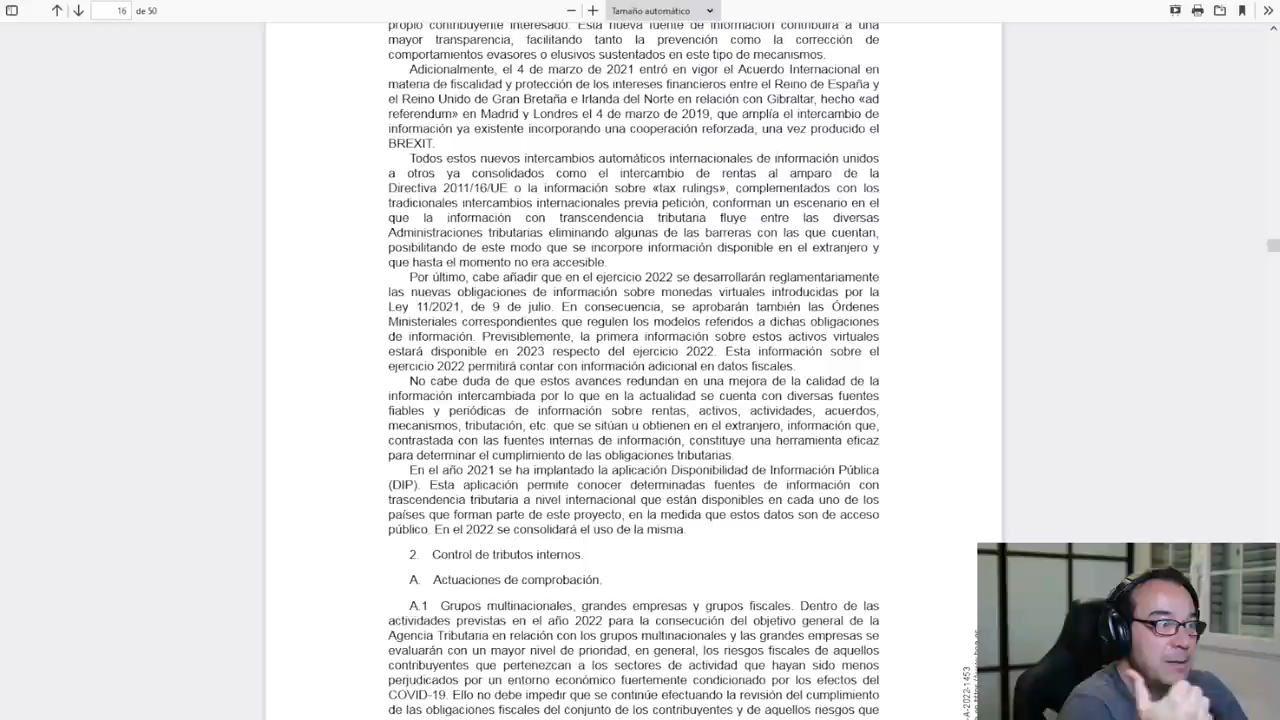 16 de 50
Tamaño automático
propio contribuyente interesado. Esta nueva fuente de información contribuirá a una
mayor transparencia, facilitando tanto la prevención como la corrección de
comportamientos evasores o elusivos sustentados en este tipo de mecanismos.
Adicionalmente, el 4 de marzo de 2021 entró en vigor el Acuerdo Internacional en
materia de fiscalidad y protección de los intereses financieros entre el Reino de España y
el Reino Unido de Gran Bretaña e Irlanda del Norte en relación con Gibraltar, hecho «ad
referendum» en Madrid y Londres el 4 de marzo de 2019, que amplía el intercambio de
información ya existente incorporando una cooperación reforzada, una vez producido el
BREXIT.
Todos estos nuevos intercambios automáticos internacionales de información unidos
a otros ya consolidados como el intercambio de rentas al amparo de la
Directiva 2011/16/UE o la información sobre «tax rulings», complementados con los
tradicionales intercambios internacionales previa petición, conforman un escenario en el
que la información con transcendencia tributaria fluye entre las diversas
Administraciones tributarias eliminando algunas de las barreras con las que cuentan,
posibilitando de este modo que se incorpore información disponible en el extranjero y
que hasta el momento no era accesible.
Por último, cabe añadir que en el ejercicio 2022 se desarrollarán reglamentariamente
las nuevas obligaciones de información sobre monedas virtuales introducidas por la
Ley 11/2021, de 9 de julio. En consecuencia, se aprobarán también las Órdenes
Ministeriales correspondientes que regulen los modelos referidos a dichas obligaciones
de información. Previsiblemente, la primera información sobre estos activos virtuales
estará disponible en 2023 respecto del ejercicio 2022. Esta información sobre el
ejercicio 2022 permitirá contar con información adicional en datos fiscales.
No cabe duda de que estos avances redundan en una mejora de la calidad de la
información intercambiada por lo que en la actualidad se cuenta con diversas fuentes
fiables y periódicas de información sobre rentas, activos, actividades, acuerdos,
mecanismos, tributación, etc. que se sitúan u obtienen en el extranjero, información que,
contrastada con las fuentes internas de información, constituye una herramienta eficaz
para determinar el cumplimiento de las obligaciones tributarias.
En el año 2021 se ha implantado la aplicación Disponibilidad de Información Pública
(DIP). Esta aplicación permite conocer determinadas fuentes de información con
trascendencia tributaria a nivel internacional que están disponibles en cada uno de los
países que forman parte de este proyecto, en la medida que estos datos son de acceso
público. En el 2022 se consolidará el uso de la misma.
2. Control de tributos internos.
A. Actuaciones de comprobación.
A.1 Grupos multinacionales, grandes empresas y grupos fiscales. Dentro de las
actividades previstas en el año 2022 para la consecución del objetivo general de la
Agencia Tributaria en relación con los grupos multinacionales y las grandes empresas se
evaluarán con un mayor nivel de prioridad, en general, los riesgos fiscales de aquellos
contribuyentes que pertenezcan a los sectores de actividad que hayan sido menos
perjudicados por un entorno económico fuertemente condicionado por los efectos del
COVID-19. Ello no debe impedir que se continúe efectuando la revisión del cumplimiento
de las obligaciones fiscales del conjunto de los contribuyentes y de aquellos riesgos que
-A-2022-1453